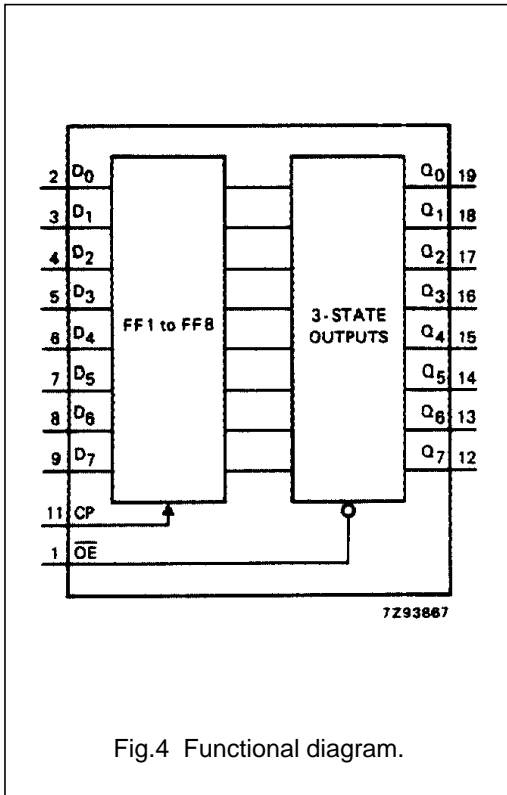 2 D0 Q0 19
3 D1 Q1 18
4 D2 Q2 17
5 D3 Q3 16
FF1 to FF8 3-STATE OUTPUTS
6 D4 Q4 15
7 D5 Q5 14
8 D6 Q6 13
9 D7 Q7 12
11 CP
1 O̅E̅
7Z93867
Fig.4 Functional diagram.